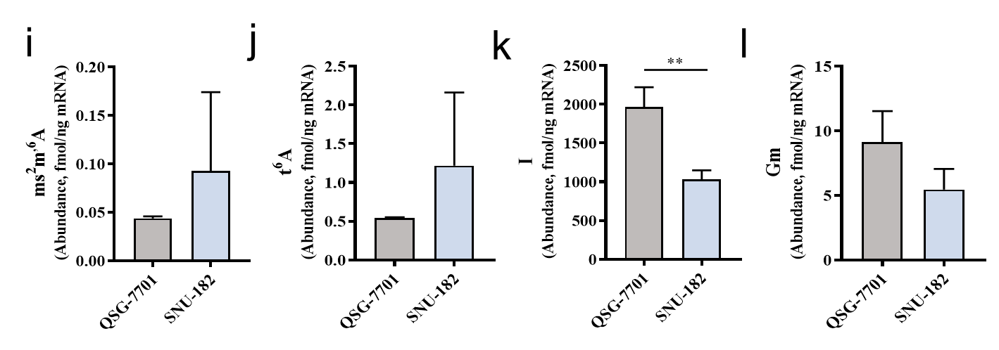 i
ms²m,⁶A
(Abundance, fmol/ng mRNA)
0.20
0.15
0.10
0.05
0.00
QSG-7701
SNU-182
j
t⁶A
(Abundance, fmol/ng mRNA)
2.5
2.0
1.5
1.0
0.5
0.0
QSG-7701
SNU-182
k
I
(Abundance, fmol/ng mRNA)
2500
2000
1500
1000
500
0
**
QSG-7701
SNU-182
l
Gm
(Abundance, fmol/ng mRNA)
15
10
5
0
QSG-7701
SNU-182